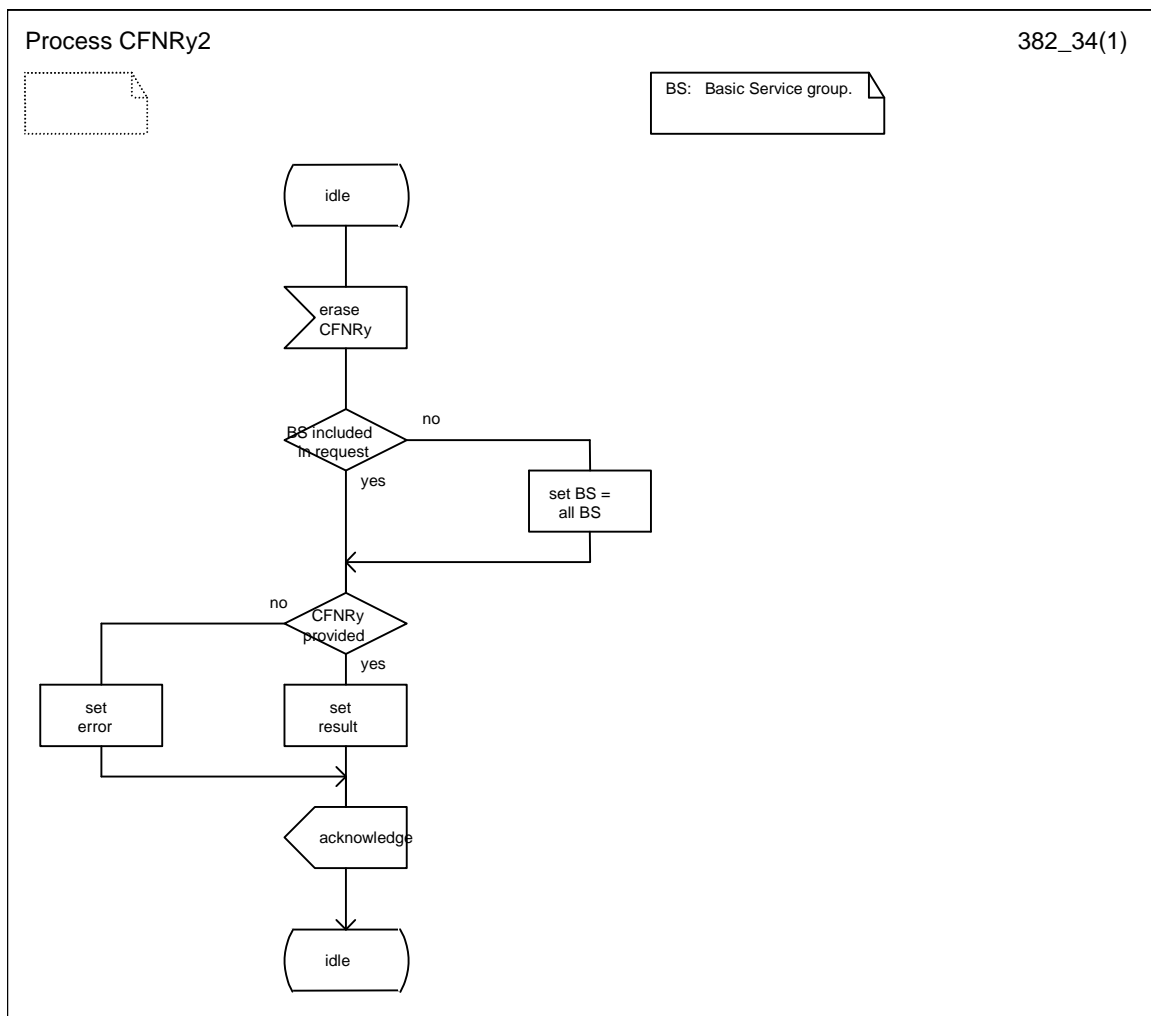 Process CFNRy2
382_34(1)
BS: Basic Service group.
idle
erase
CFNRy
BS included
in request
no
yes
set BS =
all BS
no
CFNRy
provided
yes
set
error
set
result
acknowledge
idle